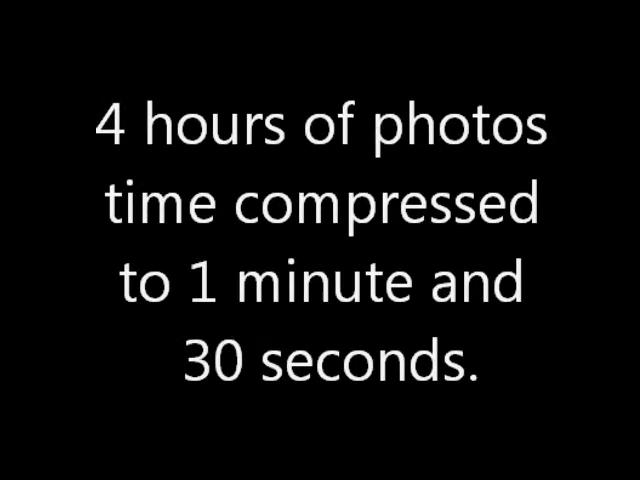 4 hours of photos
time compressed
to 1 minute and
30 seconds.